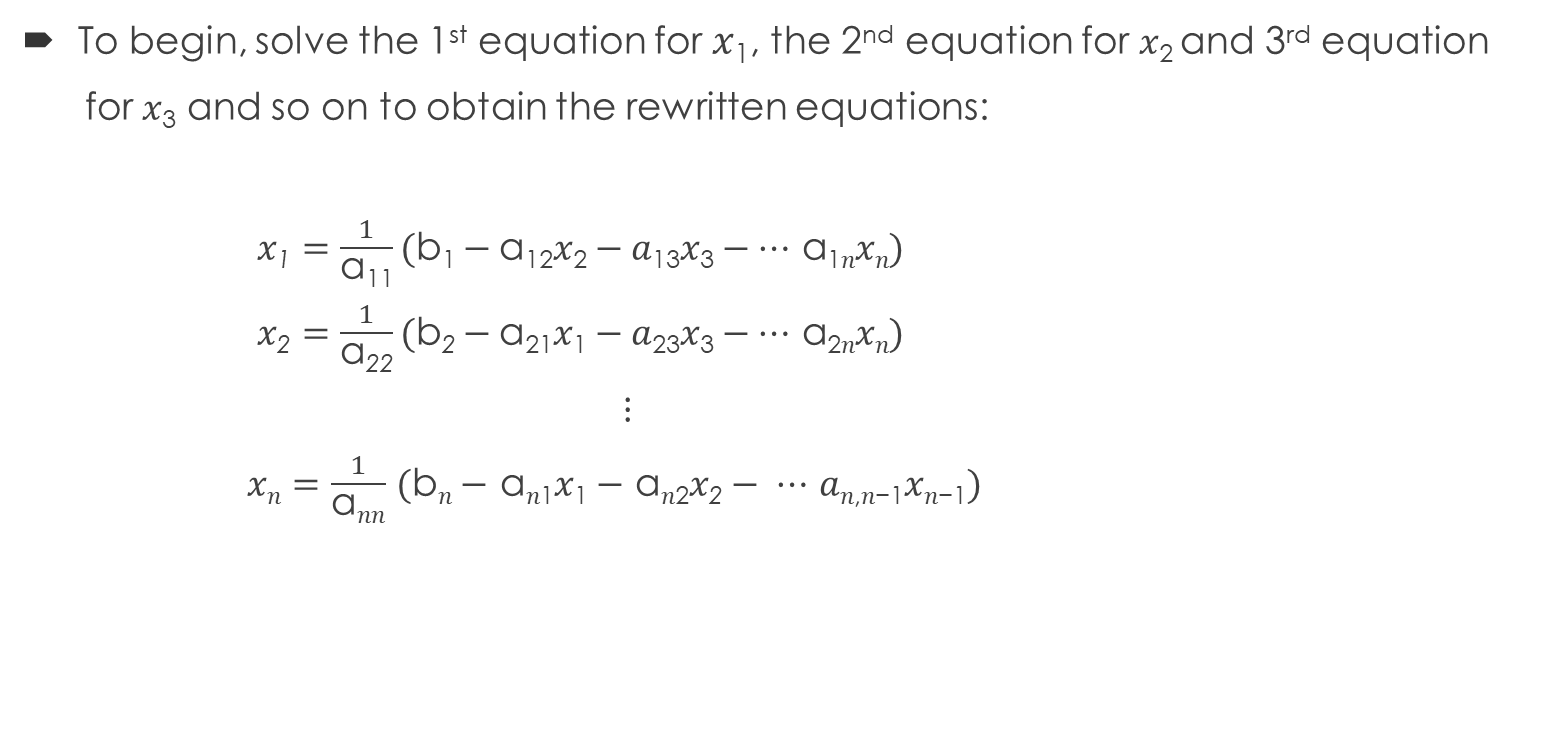 To begin, solve the 1st equation for x₁, the 2nd equation for x₂ and 3rd equation
for x₃ and so on to obtain the rewritten equations:
x₁ = 1/a₁₁ (b₁ − a₁₂x₂ − a₁₃x₃ − ⋯ a₁ₙxₙ)
x₂ = 1/a₂₂ (b₂ − a₂₁x₁ − a₂₃x₃ − ⋯ a₂ₙxₙ)
⋮
xₙ = 1/aₙₙ (bₙ − aₙ₁x₁ − aₙ₂x₂ − ⋯ aₙ,ₙ₋₁xₙ₋₁)